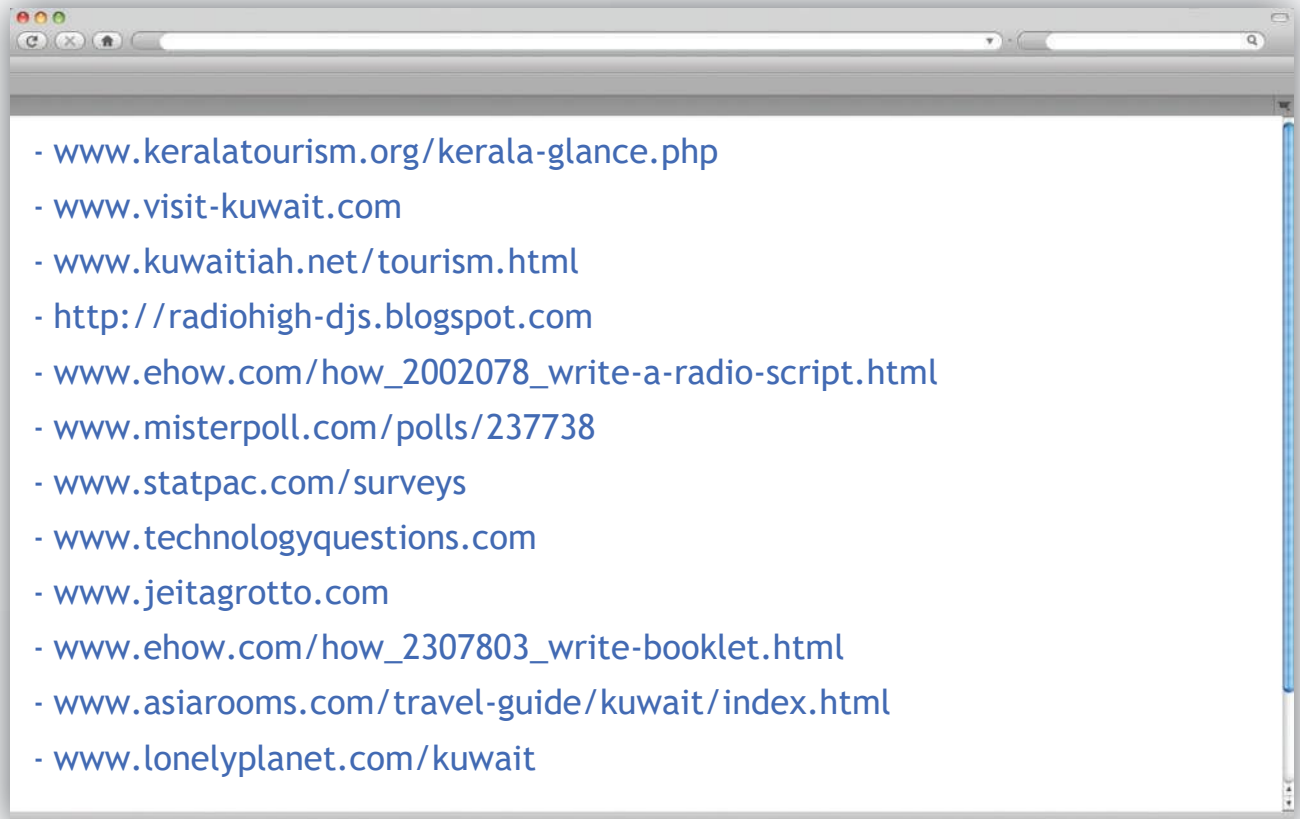 - www.keralatourism.org/kerala-glance.php
- www.visit-kuwait.com
- www.kuwaitiah.net/tourism.html
- http://radiohigh-djs.blogspot.com
- www.ehow.com/how_2002078_write-a-radio-script.html
- www.misterpoll.com/polls/237738
- www.statpac.com/surveys
- www.technologyquestions.com
- www.jeitagrotto.com
- www.ehow.com/how_2307803_write-booklet.html
- www.asiarooms.com/travel-guide/kuwait/index.html
- www.lonelyplanet.com/kuwait